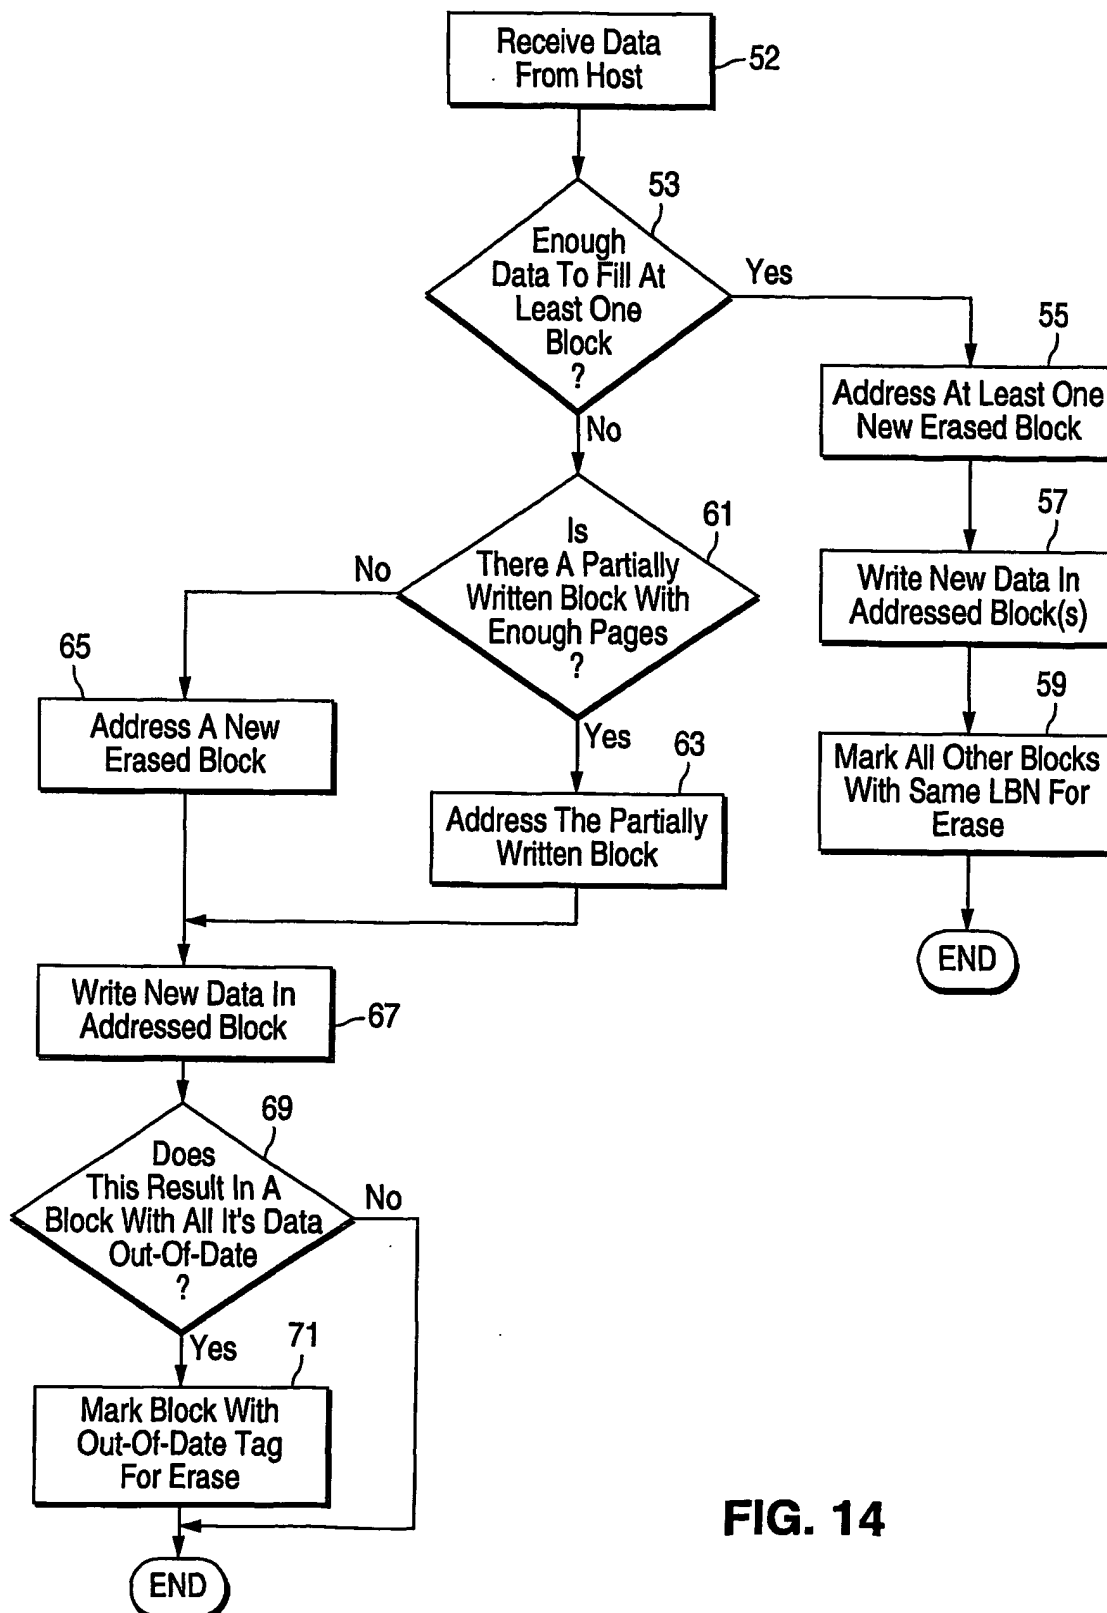 Receive Data
From Host
52
53
Enough
Data To Fill At
Least One
Block
?
Yes
No
55
Address At Least One
New Erased Block
57
Write New Data In
Addressed Block(s)
59
Mark All Other Blocks
With Same LBN For
Erase
END
61
Is
There A Partially
Written Block With
Enough Pages
?
No
Yes
65
Address A New
Erased Block
63
Address The Partially
Written Block
Write New Data In
Addressed Block
67
69
Does
This Result In A
Block With All It's Data
Out-Of-Date
?
No
Yes
71
Mark Block With
Out-Of-Date Tag
For Erase
END
FIG. 14